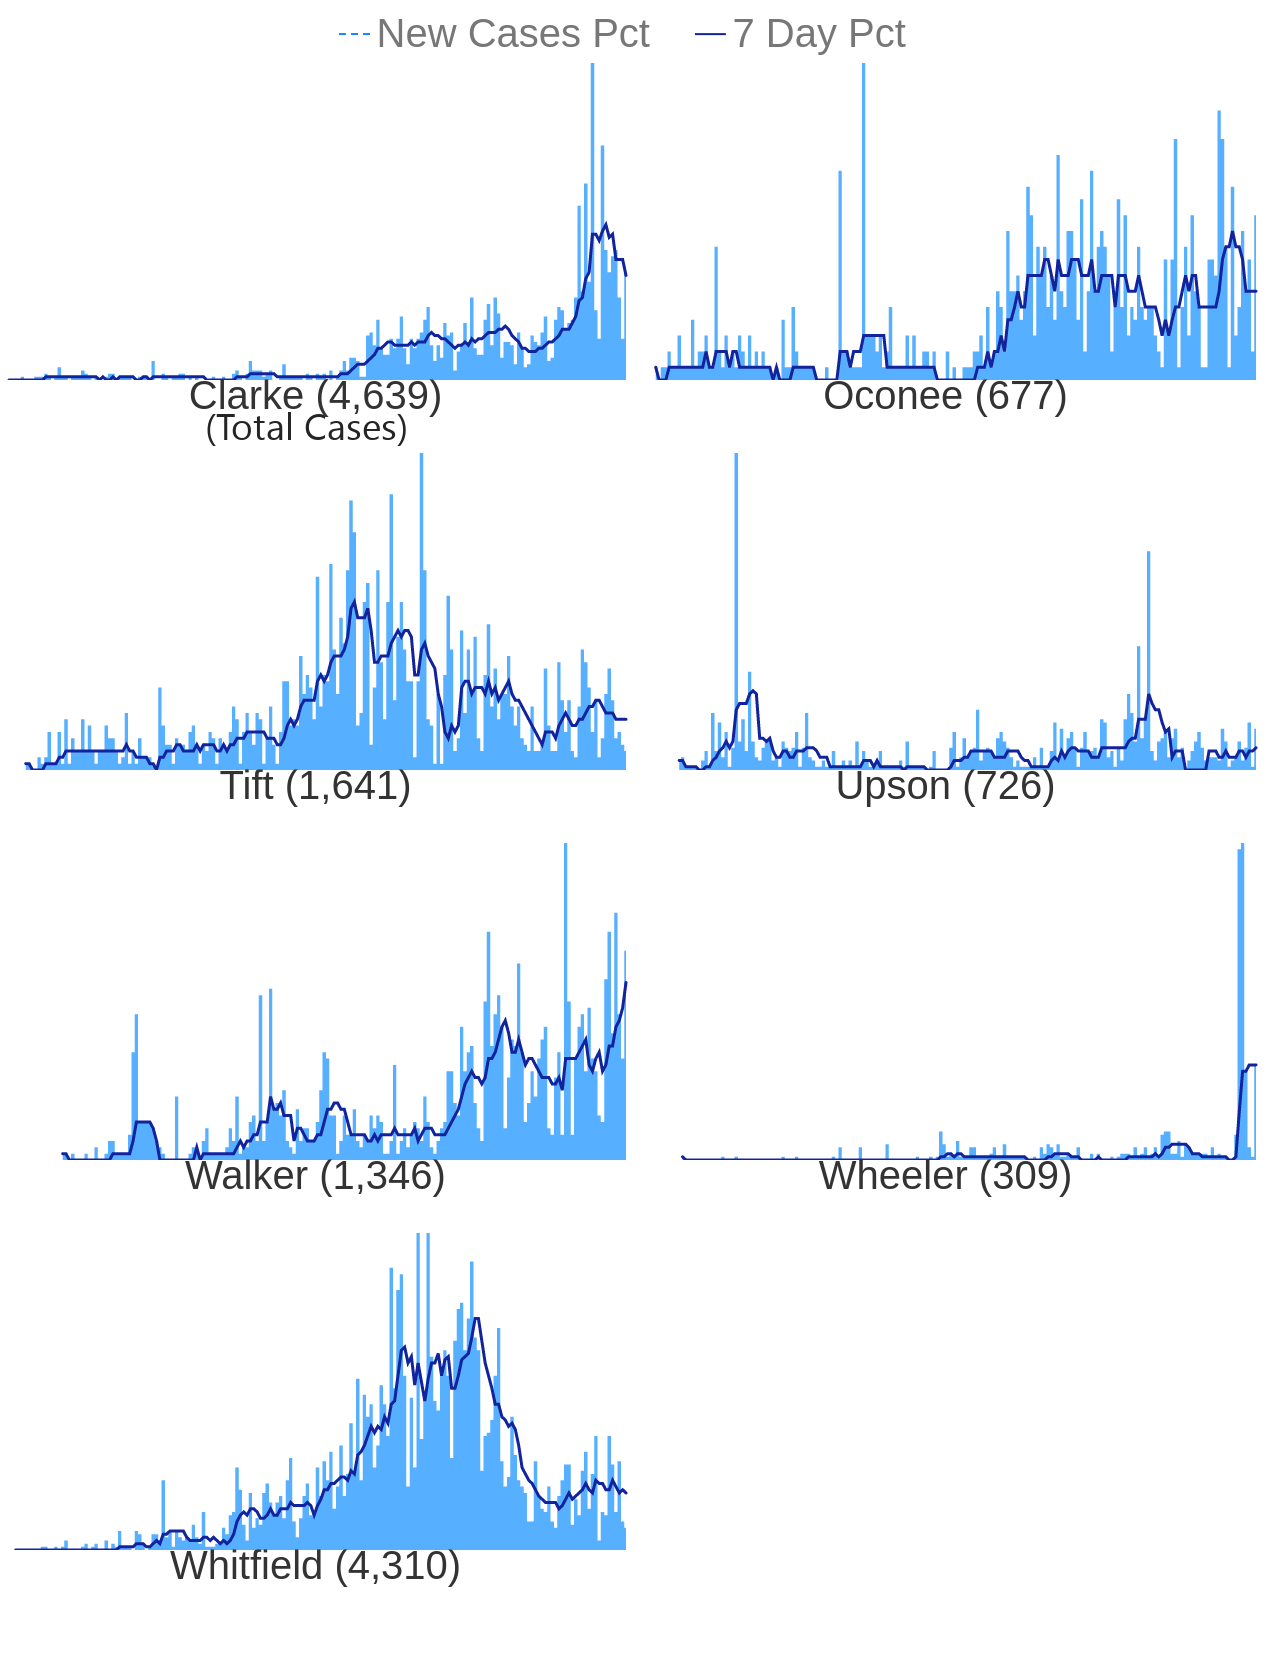 New Cases Pct 7 Day Pct
Clarke (4,639) Oconee (677)
(Total Cases)
Tift (1,641) Upson (726)
Walker (1,346) Wheeler (309)
Whitfield (4,310)